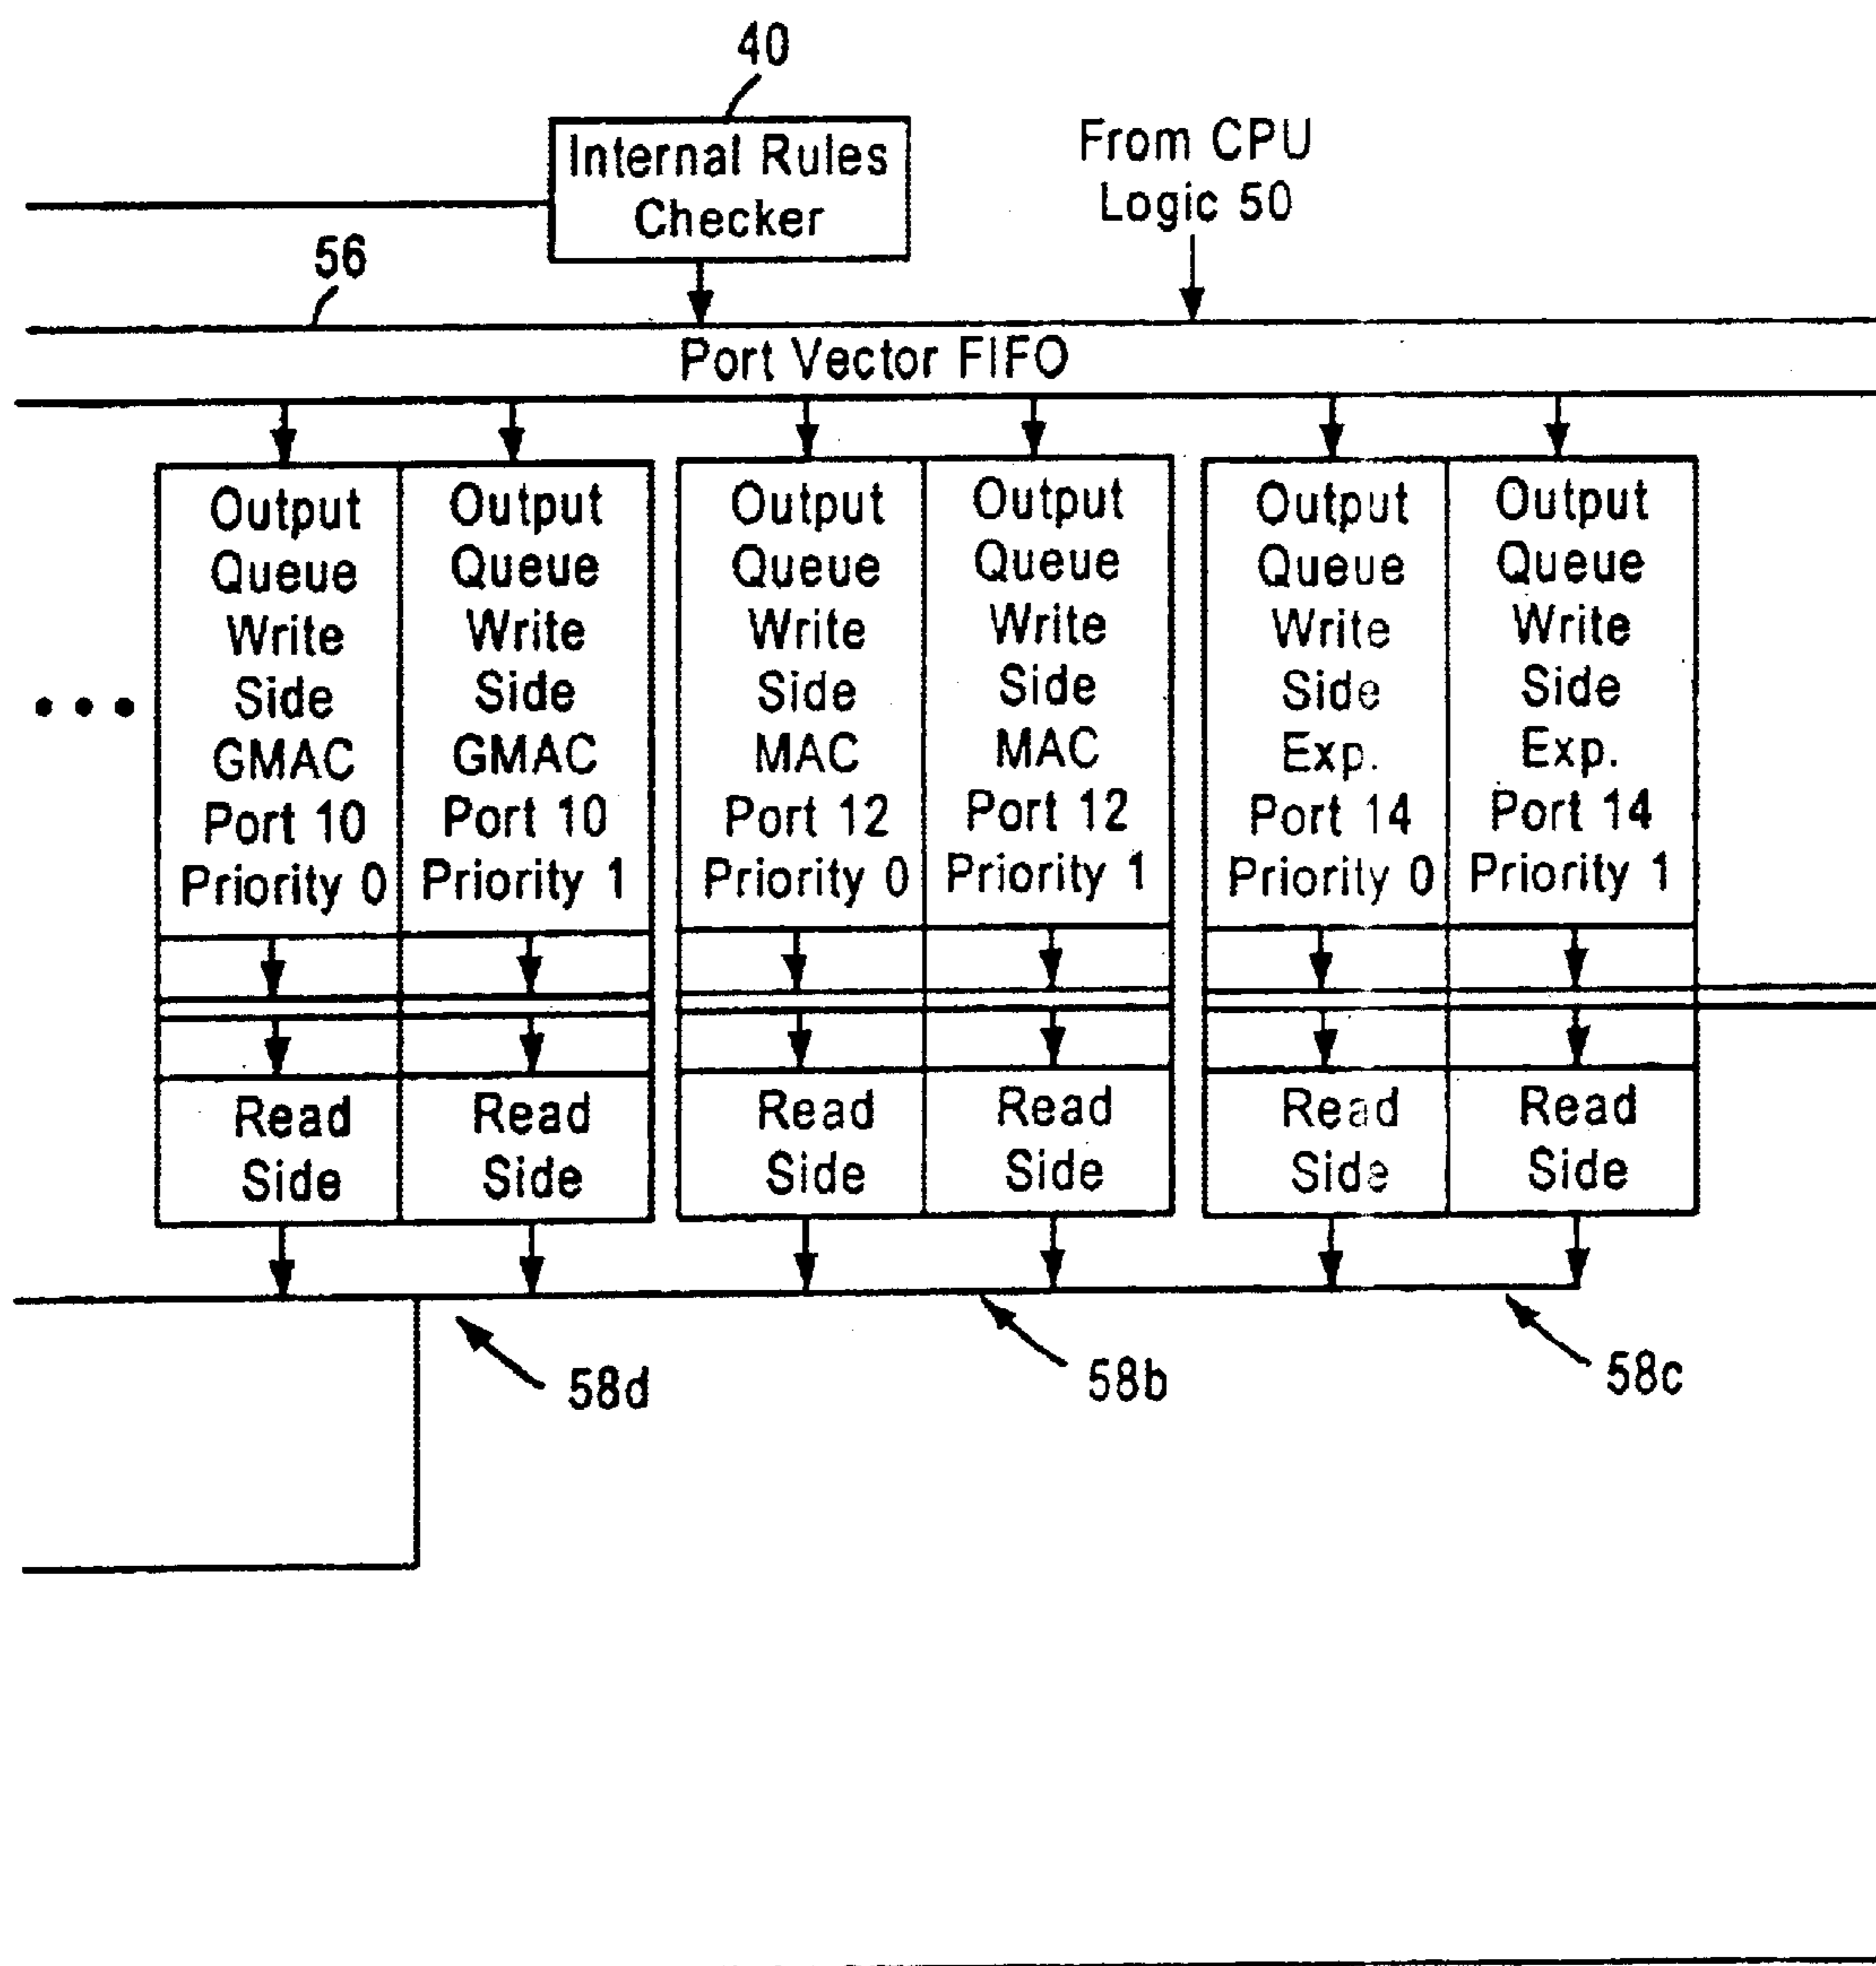 40
Internal Rules
Checker
From CPU
Logic 50
56
Port Vector FIFO
Output
Queue
Write
Side
GMAC
Port 10
Priority 0
Output
Queue
Write
Side
GMAC
Port 10
Priority 1
Output
Queue
Write
Side
MAC
Port 12
Priority 0
Output
Queue
Write
Side
MAC
Port 12
Priority 1
Output
Queue
Write
Side
Exp.
Port 14
Priority 0
Output
Queue
Write
Side
Exp.
Port 14
Priority 1
Read
Side
Read
Side
Read
Side
Read
Side
Read
Side
Read
Side
58d
58b
58c